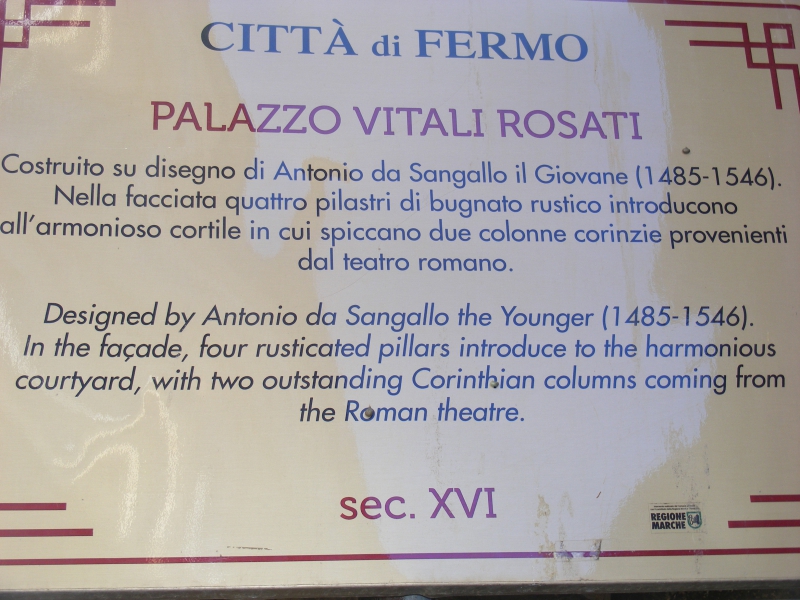 CITTÀ di FERMO
PALAZZO VITALI ROSATI
Costruito su disegno di Antonio da Sangallo il Giovane (1485-1546).
Nella facciata quattro pilastri di bugnato rustico introducono
all'armonioso cortile in cui spiccano due colonne corinzie provenienti
dal teatro romano.
Designed by Antonio da Sangallo the Younger (1485-1546).
In the façade, four rusticated pillars introduce to the harmonious
courtyard, with two outstanding Corinthian columns coming from
the Roman theatre.
sec. XVI
REGIONE
MARCHE